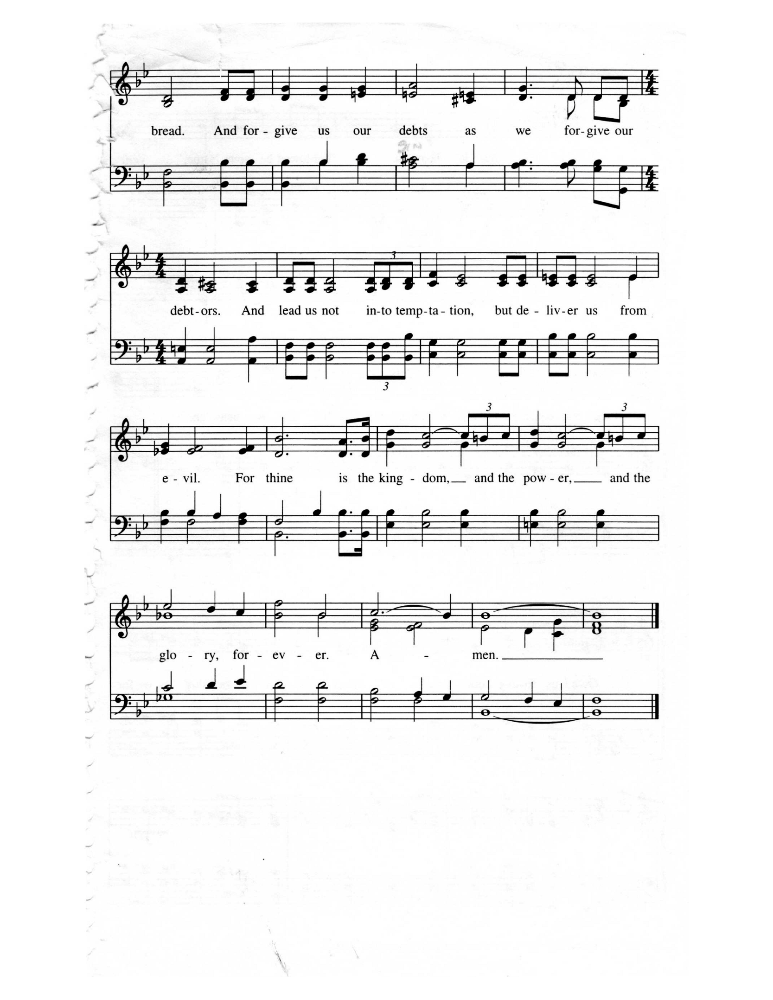 bread. And for - give us our debts as we for - give our
debt - ors. And lead us not in - to temp - ta - tion, but de - liv - er us from
e - vil. For thine is the king - dom, and the pow - er, and the
glo - ry, for - ev - er. A - men.